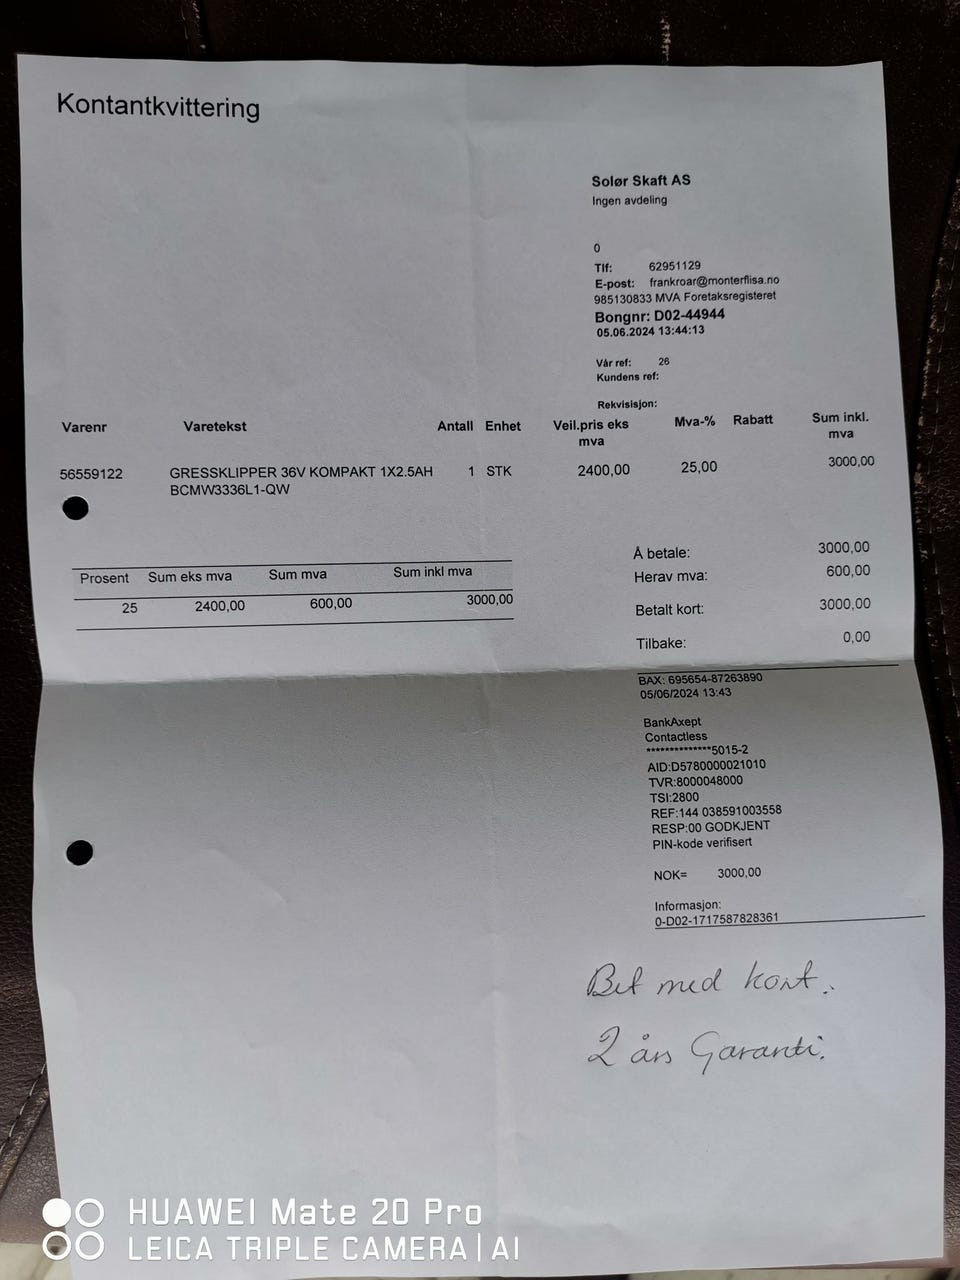 Kontantkvittering
Solør Skaft AS
Ingen avdeling
0
Tlf: 62951129
E-post: frankroar@monterflisa.no
985130833 MVA Foretaksregisteret
Bongnr: D02-44944
05.06.2024 13:44:13
Vår ref: 26
Kundens ref:
Rekvisisjon:
Varenr Varetekst Antall Enhet Veil.pris eks mva Mva-% Rabatt Sum inkl. mva
56559122 GRESSKLIPPER 36V KOMPAKT 1X2.5AH 1 STK 2400,00 25,00 3000,00
BCMW3336L1-QW
Prosent Sum eks mva Sum mva Sum inkl mva
25 2400,00 600,00 3000,00
Å betale: 3000,00
Herav mva: 600,00
Betalt kort: 3000,00
Tilbake: 0,00
BAX: 695654-87263890
05/06/2024 13:43
BankAxept
Contactless
**************5015-2
AID:D5780000021010
TVR:8000048000
TSI:2800
REF:144 038591003558
RESP:00 GODKJENT
PIN-kode verifisert
NOK= 3000,00
Informasjon:
0-D02-1717587828361
Bet med kort.
2 års Garanti.
HUAWEI Mate 20 Pro
LEICA TRIPLE CAMERA | AI